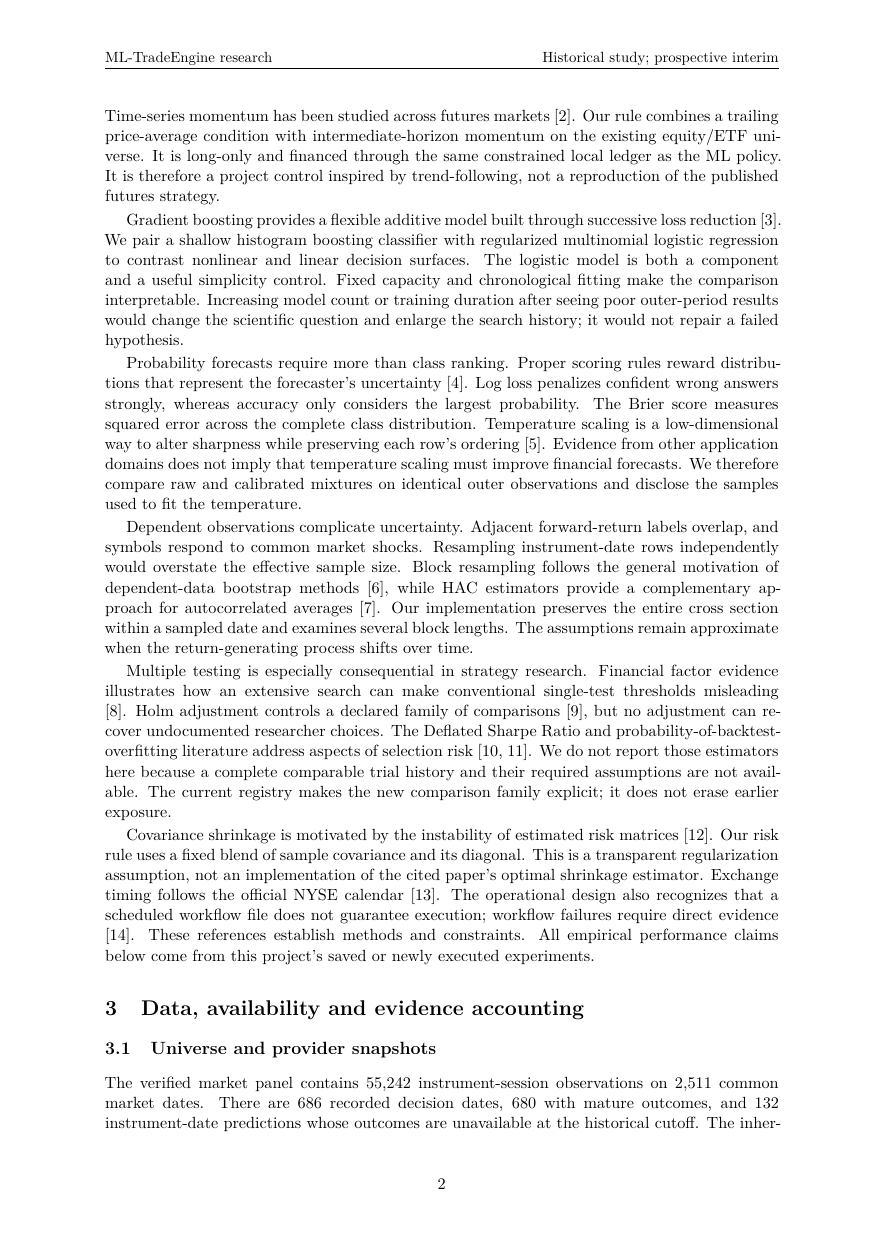 ML-TradeEngine research Historical study; prospective interim
Time-series momentum has been studied across futures markets [2]. Our rule combines a trailing
price-average condition with intermediate-horizon momentum on the existing equity/ETF uni-
verse. It is long-only and financed through the same constrained local ledger as the ML policy.
It is therefore a project control inspired by trend-following, not a reproduction of the published
futures strategy.
Gradient boosting provides a flexible additive model built through successive loss reduction [3].
We pair a shallow histogram boosting classifier with regularized multinomial logistic regression
to contrast nonlinear and linear decision surfaces. The logistic model is both a component
and a useful simplicity control. Fixed capacity and chronological fitting make the comparison
interpretable. Increasing model count or training duration after seeing poor outer-period results
would change the scientific question and enlarge the search history; it would not repair a failed
hypothesis.
Probability forecasts require more than class ranking. Proper scoring rules reward distribu-
tions that represent the forecaster's uncertainty [4]. Log loss penalizes confident wrong answers
strongly, whereas accuracy only considers the largest probability. The Brier score measures
squared error across the complete class distribution. Temperature scaling is a low-dimensional
way to alter sharpness while preserving each row's ordering [5]. Evidence from other application
domains does not imply that temperature scaling must improve financial forecasts. We therefore
compare raw and calibrated mixtures on identical outer observations and disclose the samples
used to fit the temperature.
Dependent observations complicate uncertainty. Adjacent forward-return labels overlap, and
symbols respond to common market shocks. Resampling instrument-date rows independently
would overstate the effective sample size. Block resampling follows the general motivation of
dependent-data bootstrap methods [6], while HAC estimators provide a complementary ap-
proach for autocorrelated averages [7]. Our implementation preserves the entire cross section
within a sampled date and examines several block lengths. The assumptions remain approximate
when the return-generating process shifts over time.
Multiple testing is especially consequential in strategy research. Financial factor evidence
illustrates how an extensive search can make conventional single-test thresholds misleading
[8]. Holm adjustment controls a declared family of comparisons [9], but no adjustment can re-
cover undocumented researcher choices. The Deflated Sharpe Ratio and probability-of-backtest-
overfitting literature address aspects of selection risk [10, 11]. We do not report those estimators
here because a complete comparable trial history and their required assumptions are not avail-
able. The current registry makes the new comparison family explicit; it does not erase earlier
exposure.
Covariance shrinkage is motivated by the instability of estimated risk matrices [12]. Our risk
rule uses a fixed blend of sample covariance and its diagonal. This is a transparent regularization
assumption, not an implementation of the cited paper's optimal shrinkage estimator. Exchange
timing follows the official NYSE calendar [13]. The operational design also recognizes that a
scheduled workflow file does not guarantee execution; workflow failures require direct evidence
[14]. These references establish methods and constraints. All empirical performance claims
below come from this project's saved or newly executed experiments.
3 Data, availability and evidence accounting
3.1 Universe and provider snapshots
The verified market panel contains 55,242 instrument-session observations on 2,511 common
market dates. There are 686 recorded decision dates, 680 with mature outcomes, and 132
instrument-date predictions whose outcomes are unavailable at the historical cutoff. The inher-
2